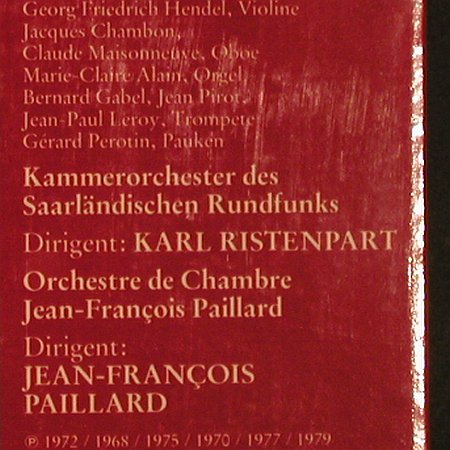 Georg Friedrich Hendel, Violine
Jacques Chambon,
Claude Maisonneuve, Oboe
Marie-Claire Alain, Orgel
Bernard Gabel, Jean Pirot,
Jean-Paul Leroy, Trompete
Gérard Perotin, Pauken
Kammerorchester des
Saarländischen Rundfunks
Dirigent: KARL RISTENPART
Orchestre de Chambre
Jean-François Paillard
Dirigent:
JEAN-FRANÇOIS
PAILLARD
℗ 1972 / 1968 / 1975 / 1970 / 1977 / 1979